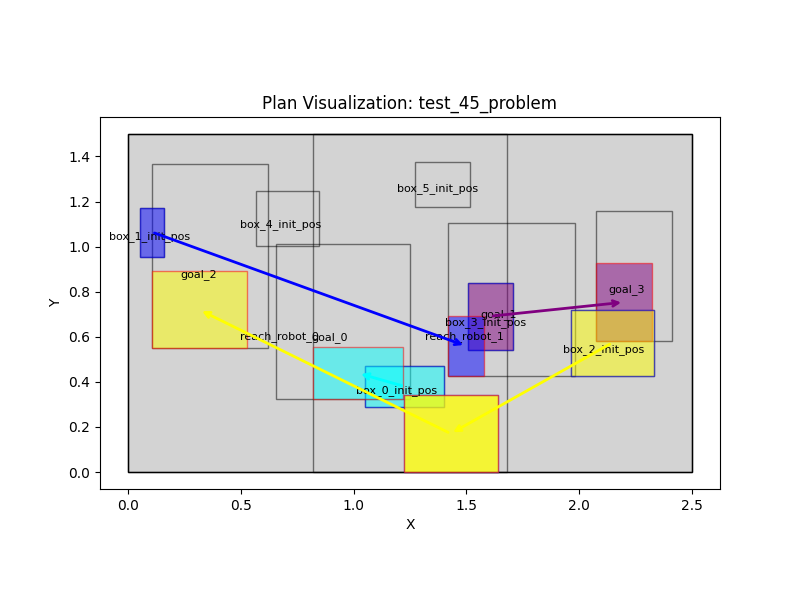 Plan Visualization: test_45_problem
1.4
box_5_init_pos
1.2
box_4_init_pos
box_1_init_pos
1.0
goal_2
0.8
goal_3
goal_1
box_3_init_pos
0.6
reach_robot_0
goal_0
reach_robot_1
box_2_init_pos
0.4
box_0_init_pos
0.2
0.0
Y
0.0 0.5 1.0 1.5 2.0 2.5
X